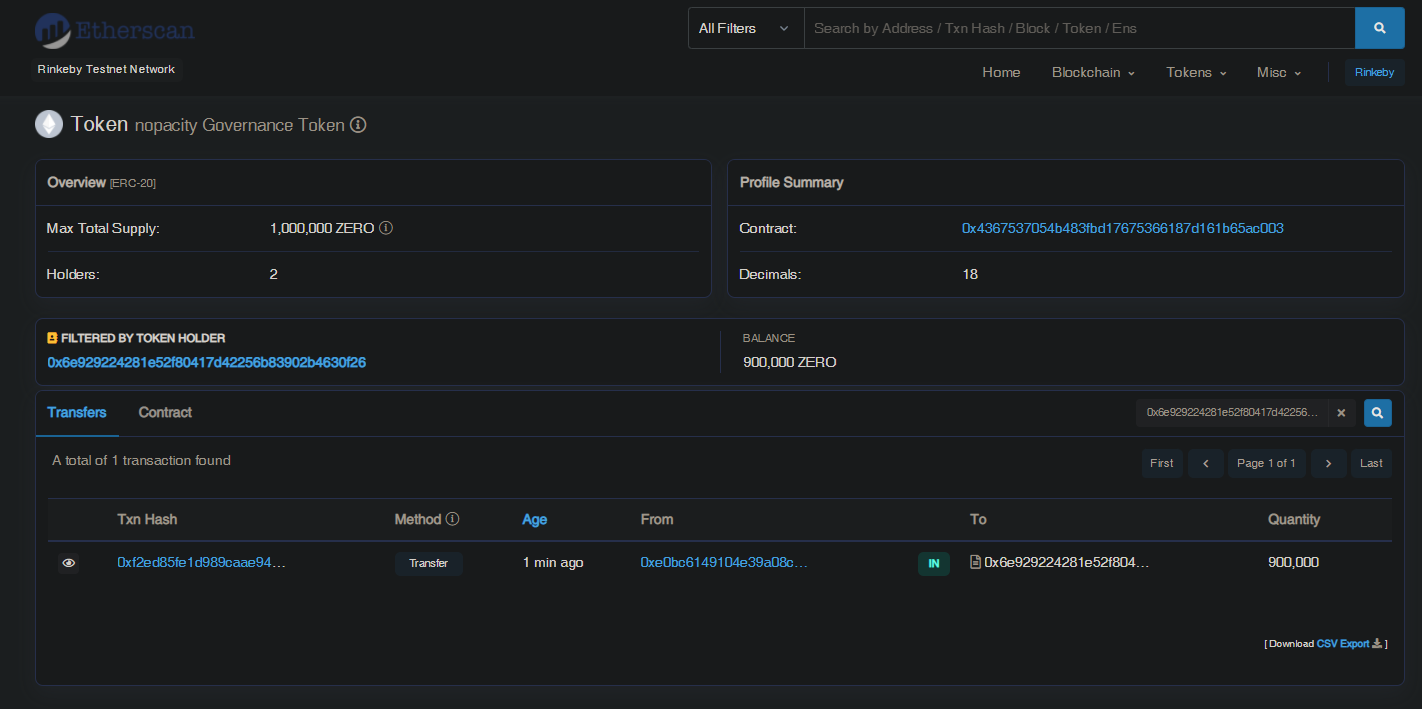 Etherscan
All Filters
Search by Address / Txn Hash / Block / Token / Ens
Rinkeby Testnet Network
Home Blockchain Tokens Misc Rinkeby
Token nopacity Governance Token
Overview [ERC-20]
Max Total Supply: 1,000,000 ZERO
Holders: 2
Profile Summary
Contract: 0x4367537054b483fbd17675366187d161b65ac003
Decimals: 18
FILTERED BY TOKEN HOLDER
0x6e929224281e52f80417d42256b83902b4630f26
BALANCE
900,000 ZERO
Transfers Contract
0x6e929224281e52f80417d42256...
A total of 1 transaction found
First Page 1 of 1 Last
Txn Hash Method Age From To Quantity
0xf2ed85fe1d989caae94... Transfer 1 min ago 0xe0bc6149104e39a08c... IN 0x6e929224281e52f804... 900,000
[ Download CSV Export ]